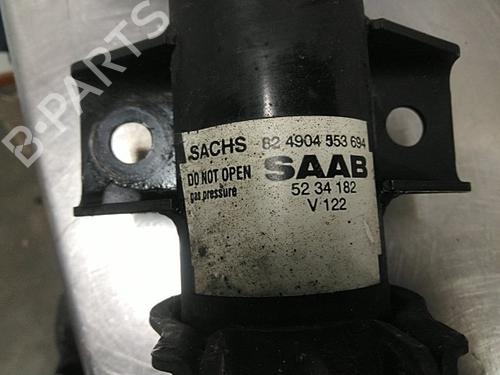 B-PARTS
SACHS 82 4904 553 694
DO NOT OPEN SAAB
gas pressure 52 34 182
V 122